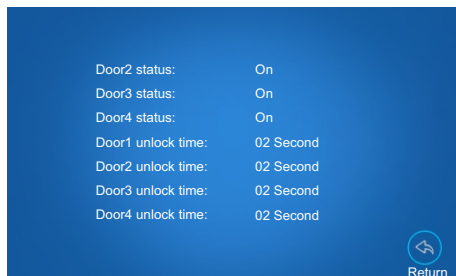 Door2 status: On
Door3 status: On
Door4 status: On
Door1 unlock time: 02 Second
Door2 unlock time: 02 Second
Door3 unlock time: 02 Second
Door4 unlock time: 02 Second
Return